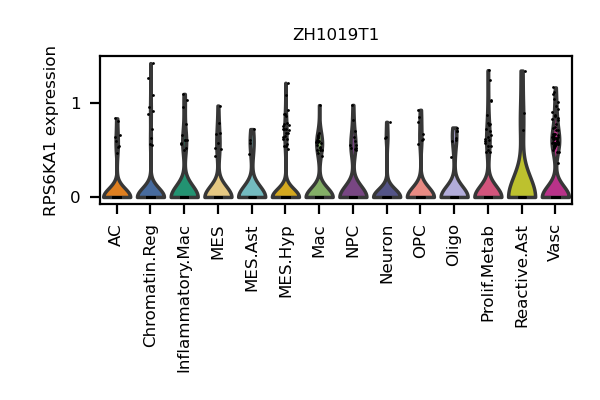 ZH1019T1
RPS6KA1 expression
1
0
AC
Chromatin.Reg
Inflammatory.Mac
MES
MES.Ast
MES.Hyp
Mac
NPC
Neuron
OPC
Oligo
Prolif.Metab
Reactive.Ast
Vasc